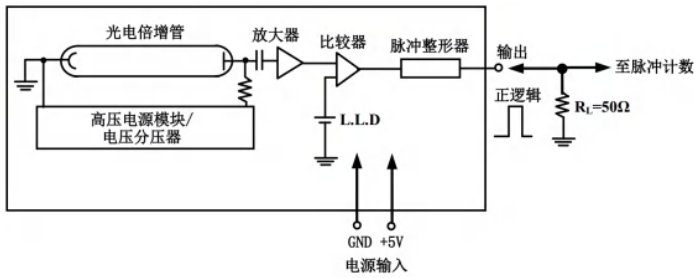 光电倍增管
放大器
比较器
脉冲整形器
输出
至脉冲计数
正逻辑
R_L=50Ω
高压电源模块/
电压分压器
L.L.D
GND +5V
电源输入